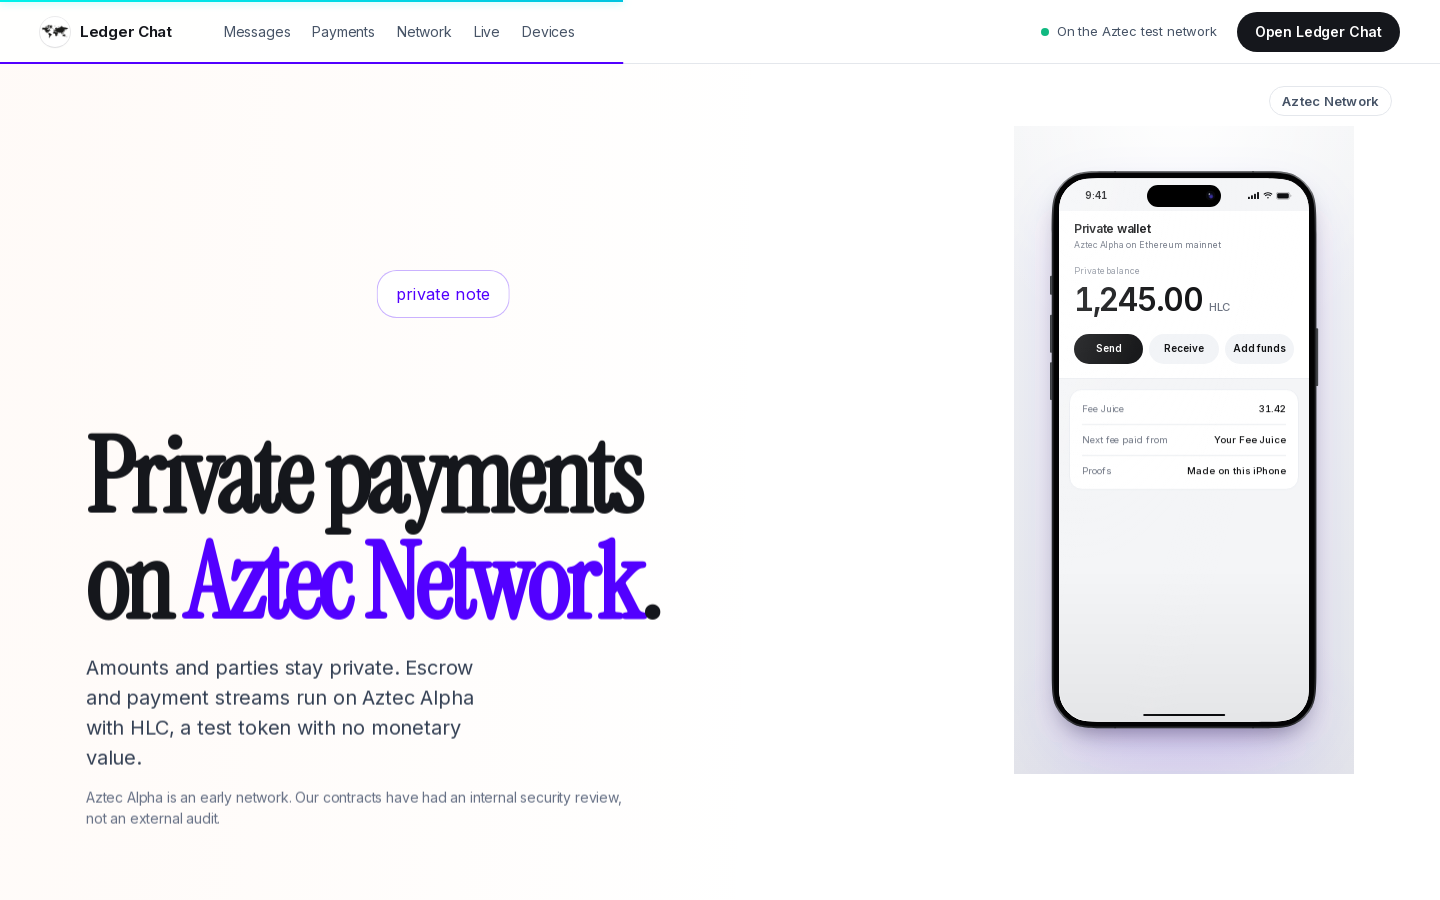 Ledger Chat
Messages
Payments
Network
Live
Devices
On the Aztec test network
Open Ledger Chat
Aztec Network
private note
Private payments
on Aztec Network.
Amounts and parties stay private. Escrow
and payment streams run on Aztec Alpha
with HLC, a test token with no monetary
value.
Aztec Alpha is an early network. Our contracts have had an internal security review,
not an external audit.
9:41
Private wallet
Aztec Alpha on Ethereum mainnet
Private balance
1,245.00 HLC
Send
Receive
Add funds
Fee Juice 31.42
Next fee paid from Your Fee Juice
Proofs Made on this iPhone